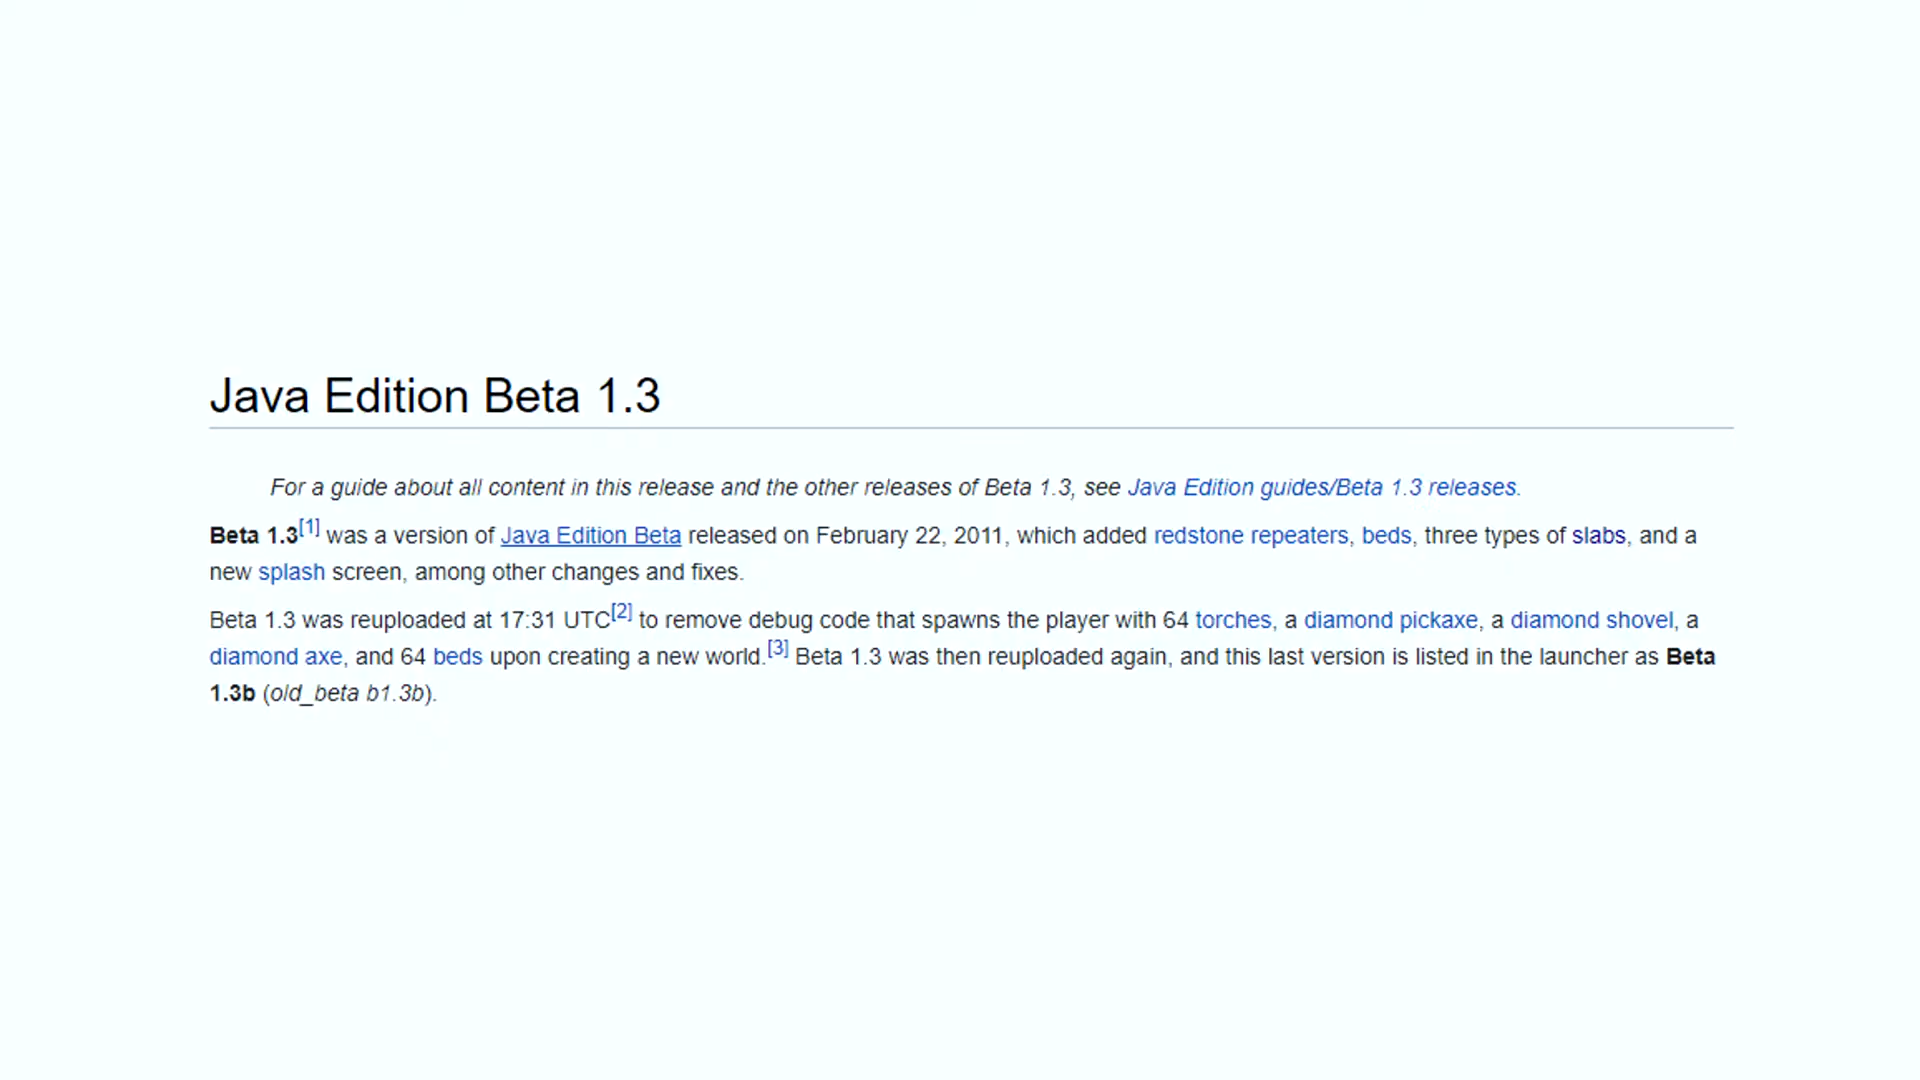 Java Edition Beta 1.3
For a guide about all content in this release and the other releases of Beta 1.3, see Java Edition guides/Beta 1.3 releases.
Beta 1.3[1] was a version of Java Edition Beta released on February 22, 2011, which added redstone repeaters, beds, three types of slabs, and a
new splash screen, among other changes and fixes.
Beta 1.3 was reuploaded at 17:31 UTC[2] to remove debug code that spawns the player with 64 torches, a diamond pickaxe, a diamond shovel, a
diamond axe, and 64 beds upon creating a new world.[3] Beta 1.3 was then reuploaded again, and this last version is listed in the launcher as Beta
1.3b (old_beta b1.3b).